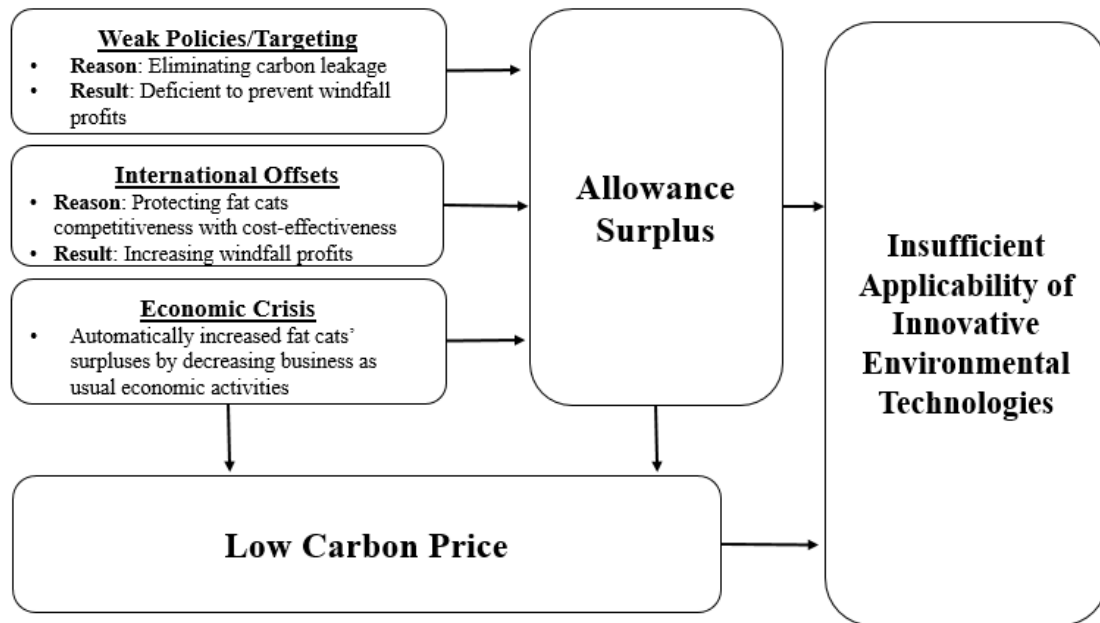 Weak Policies/Targeting
• Reason: Eliminating carbon leakage
• Result: Deficient to prevent windfall
profits
International Offsets
• Reason: Protecting fat cats
competitiveness with cost-effectiveness
• Result: Increasing windfall profits
Economic Crisis
• Automatically increased fat cats’
surpluses by decreasing business as
usual economic activities
Allowance
Surplus
Insufficient
Applicability of
Innovative
Environmental
Technologies
Low Carbon Price